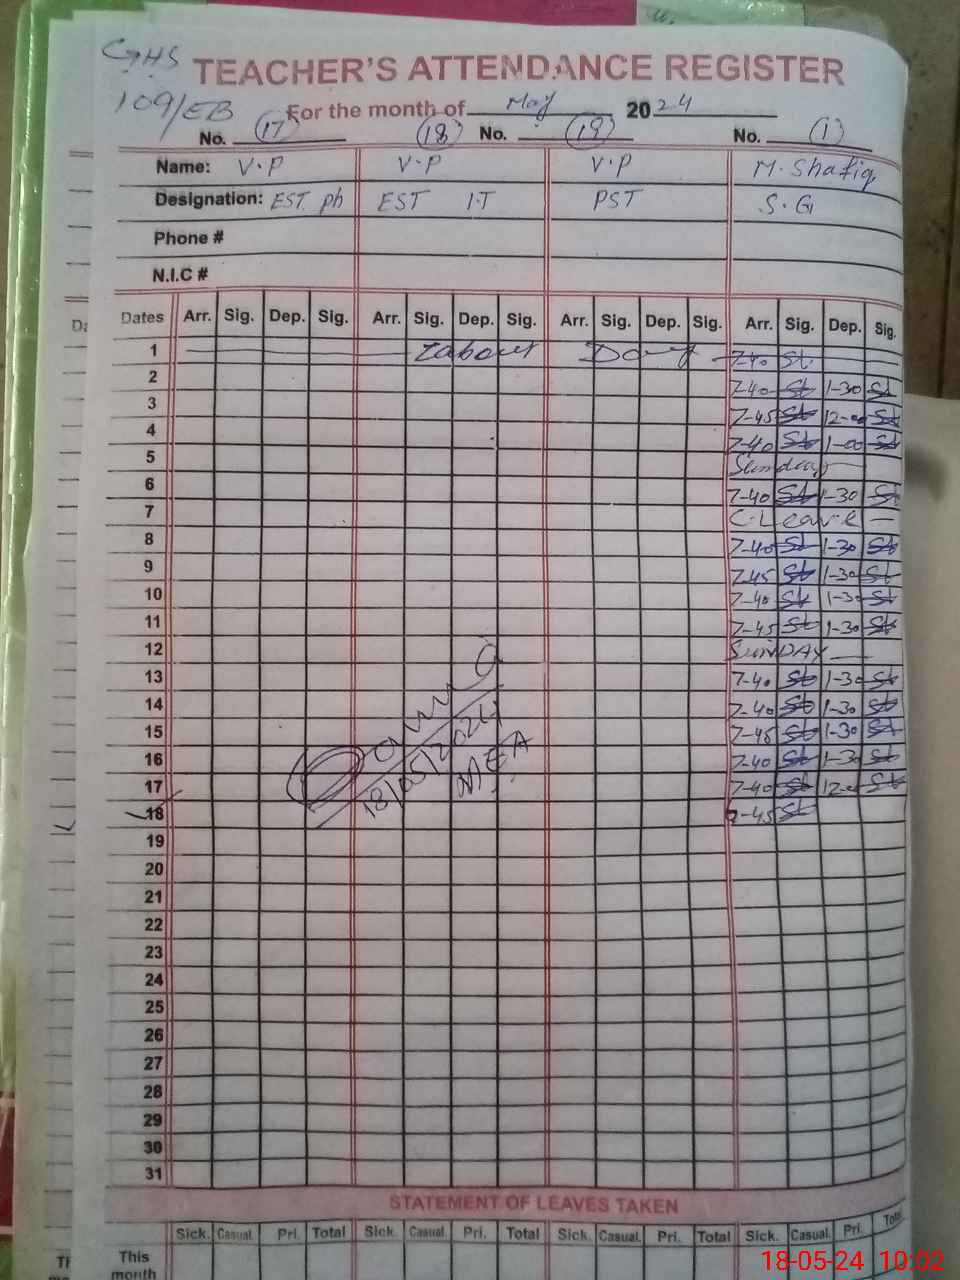 GHS
TEACHER'S ATTENDANCE REGISTER
109/EB
For the month of May 2024
No. (17) (18) No. (19) No. (1)
Name: V.P V.P V.P M. Shafiq
Designation: EST ph EST I.T PST S.G
Phone #
N.I.C #
Dates Arr. Sig. Dep. Sig. Arr. Sig. Dep. Sig. Arr. Sig. Dep. Sig. Arr. Sig. Dep. Sig.
1 Labour Day 7-40
2 7-40 1-30
3 7-45 12-00
4 7-40 1-00
5 Sunday
6 7-40 1-30
7 C. Leave
8 7-40 1-30
9 7-45 1-30
10 7-40 1-30
11 7-45 1-30
12 SUNDAY
13 7-40 1-30
14 7-40 1-30
15 7-45 1-30
16 7-40 1-30
17 7-40 12-00
18 7-45
18/05/2024
MEA
19
20
21
22
23
24
25
26
27
28
29
30
31
STATEMENT OF LEAVES TAKEN
Sick. Casual. Pri. Total Sick. Casual. Pri. Total Sick. Casual. Pri. Total Sick. Casual. Pri. Total
This
month
18-05-24 10:02